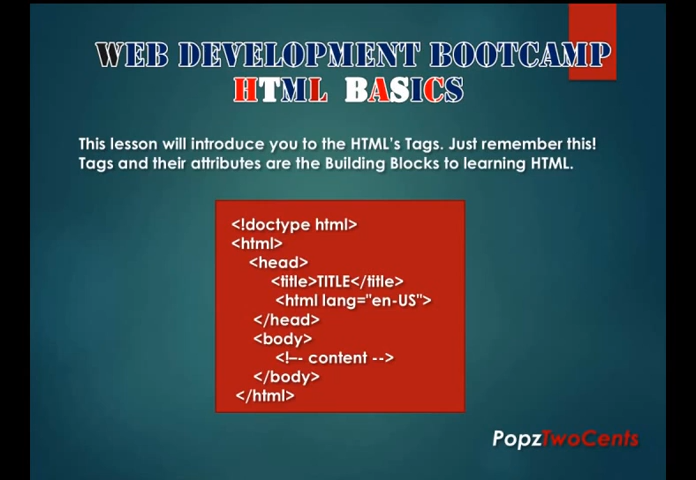 WEB DEVELOPMENT BOOTCAMP
HTML BASICS
This lesson will introduce you to the HTML's Tags. Just remember this!
Tags and their attributes are the Building Blocks to learning HTML.
<!doctype html>
<html>
<head>
<title>TITLE</title>
<html lang="en-US">
</head>
<body>
<!–- content -->
</body>
</html>
PopzTwoCents